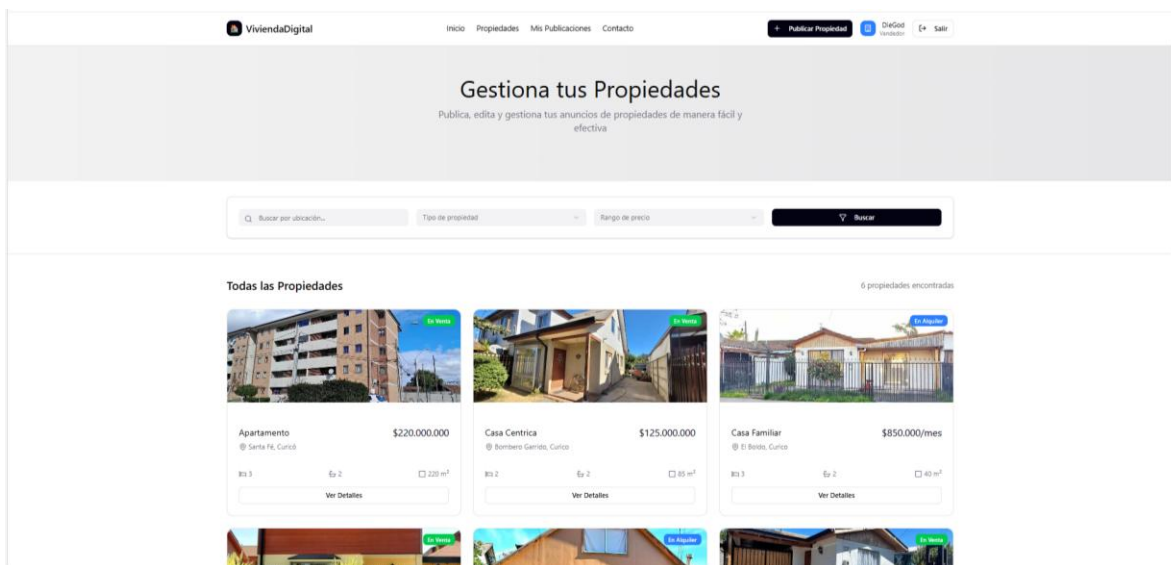 ViviendaDigital
Inicio Propiedades Mis Publicaciones Contacto
+ Publicar Propiedad
DieGod
Vendedor
Salir
Gestiona tus Propiedades
Publica, edita y gestiona tus anuncios de propiedades de manera fácil y
efectiva
Buscar por ubicación...
Tipo de propiedad
Rango de precio
Buscar
Todas las Propiedades
6 propiedades encontradas
En Venta
En Venta
En Alquiler
Apartamento $220.000.000
Santa Fé, Curicó
3 2 220 m²
Ver Detalles
Casa Centrica $125.000.000
Bombero Garrido, Curico
2 2 85 m²
Ver Detalles
Casa Familiar $850.000/mes
El Boldo, Curico
3 2 40 m²
Ver Detalles
En Venta
En Alquiler
En Venta